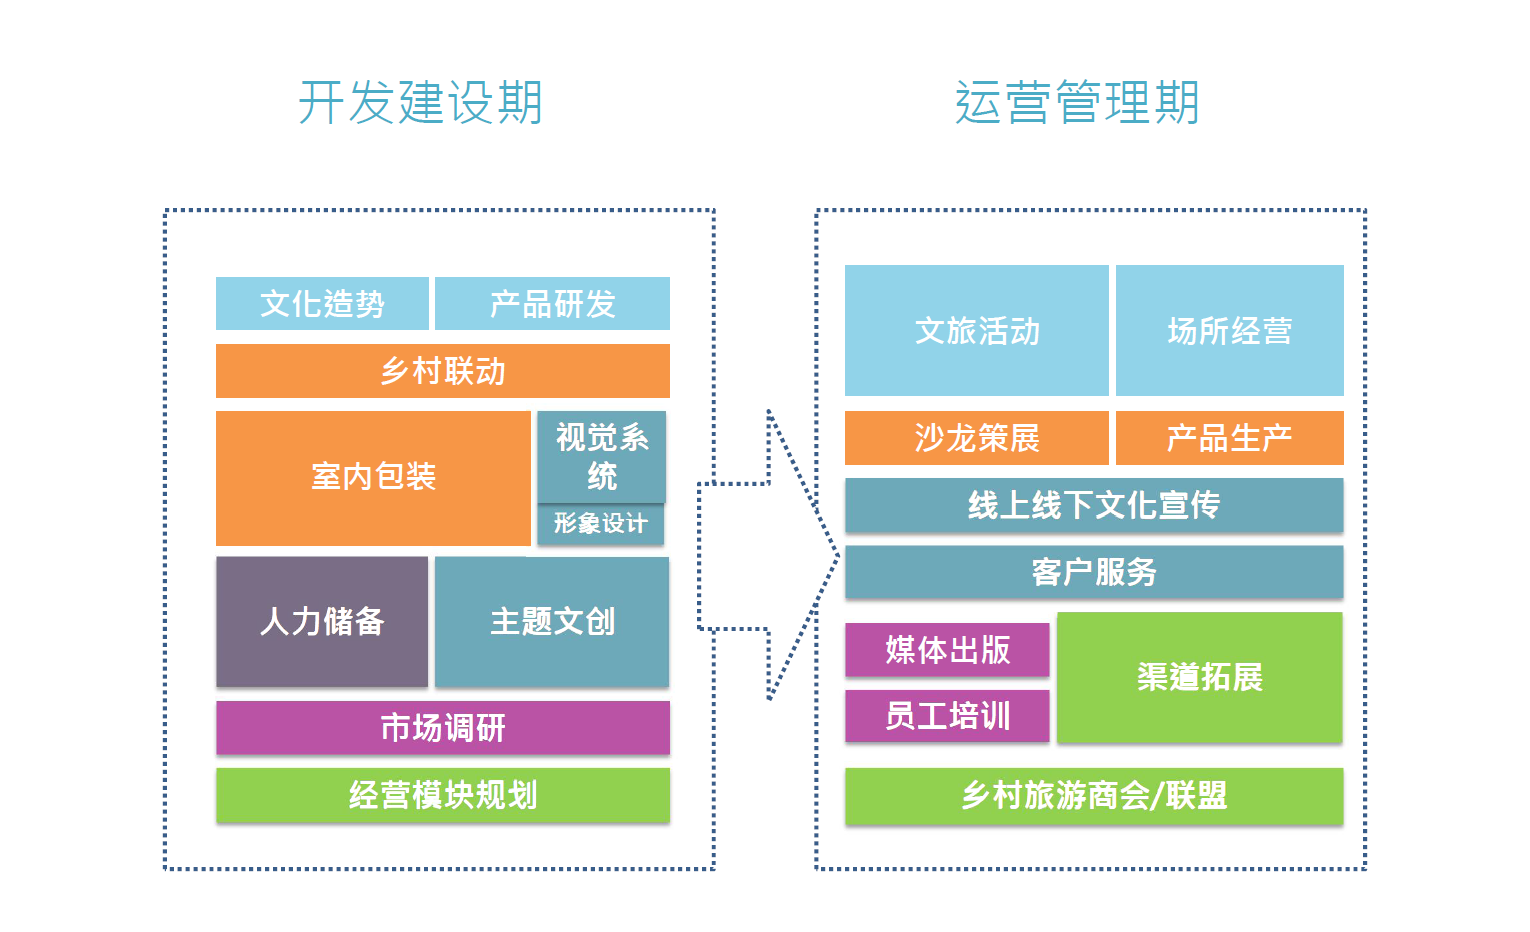 开发建设期
运营管理期
文化造势
产品研发
乡村联动
室内包装
视觉系
统
形象设计
人力储备
主题文创
市场调研
经营模块规划
文旅活动
场所经营
沙龙策展
产品生产
线上线下文化宣传
客户服务
媒体出版
员工培训
渠道拓展
乡村旅游商会/联盟